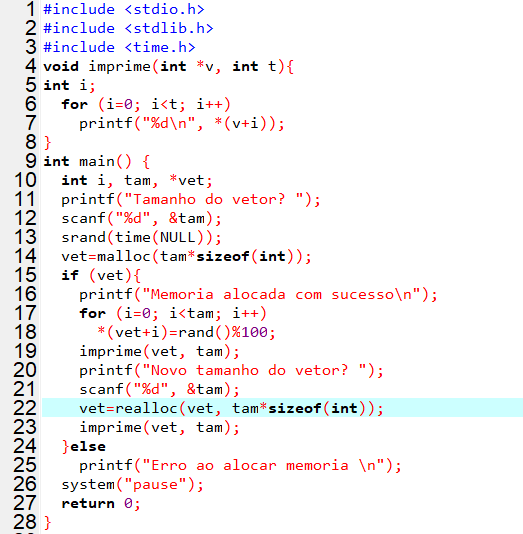 1 #include <stdio.h>
2 #include <stdlib.h>
3 #include <time.h>
4 void imprime(int *v, int t){
5 int i;
6   for (i=0; i<t; i++)
7     printf("%d\n", *(v+i));
8 }
9 int main() {
10   int i, tam, *vet;
11   printf("Tamanho do vetor? ");
12   scanf("%d", &tam);
13   srand(time(NULL));
14   vet=malloc(tam*sizeof(int));
15   if (vet){
16     printf("Memoria alocada com sucesso\n");
17     for (i=0; i<tam; i++)
18       *(vet+i)=rand()%100;
19     imprime(vet, tam);
20     printf("Novo tamanho do vetor? ");
21     scanf("%d", &tam);
22     vet=realloc(vet, tam*sizeof(int));
23     imprime(vet, tam);
24   }else
25     printf("Erro ao alocar memoria \n");
26   system("pause");
27   return 0;
28 }